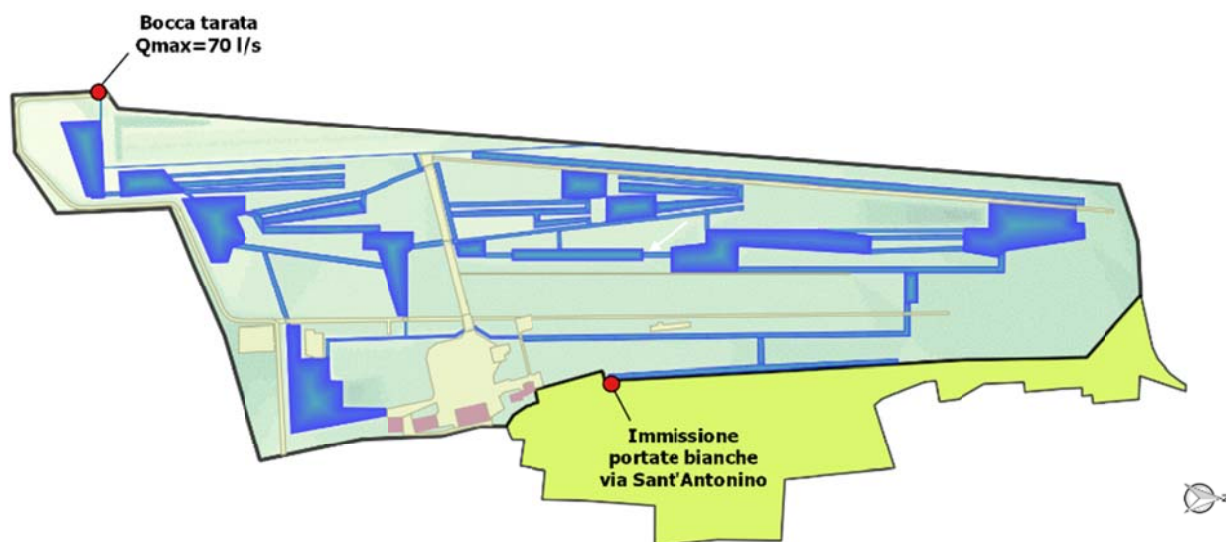 Bocca tarata
Qmax=70 l/s
Immissione
portate bianche
via Sant'Antonino